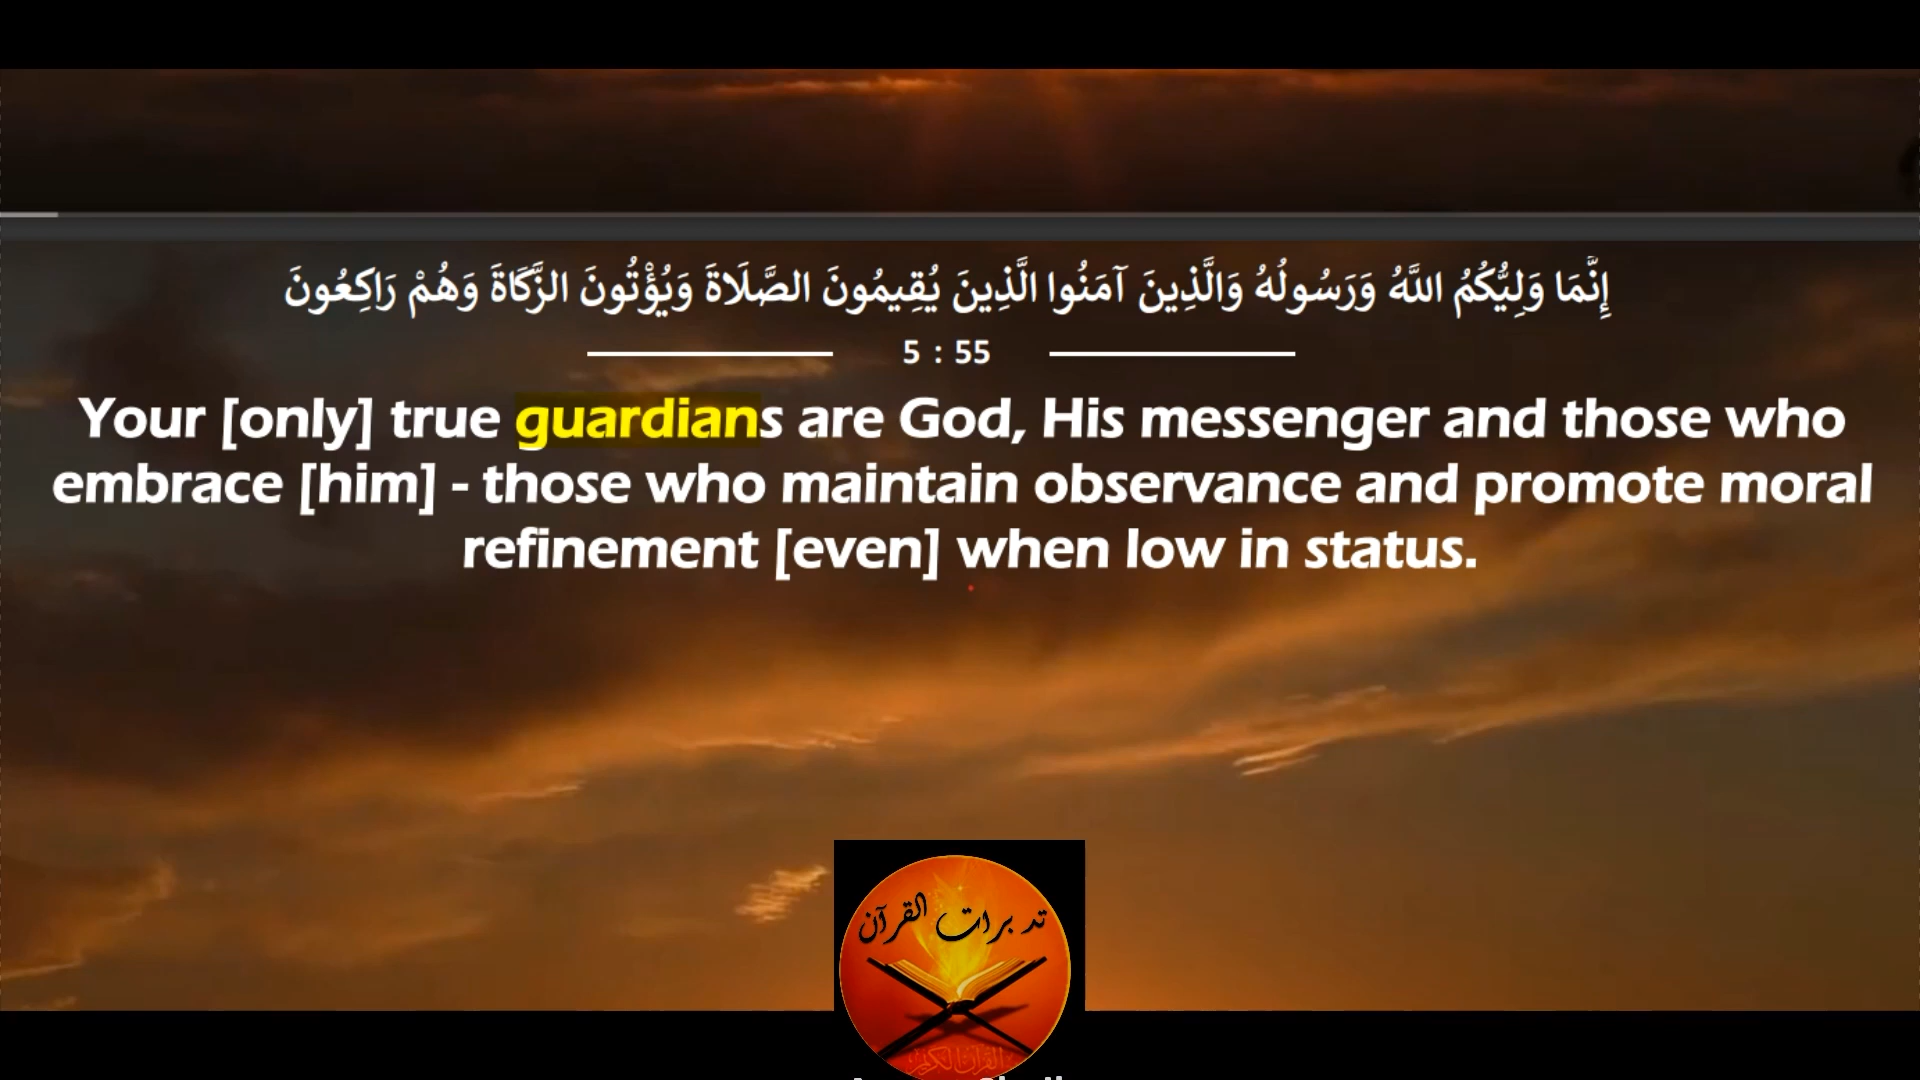 إِنَّمَا وَلِيُّكُمُ اللَّهُ وَرَسُولُهُ وَالَّذِينَ آمَنُوا الَّذِينَ يُقِيمُونَ الصَّلَاةَ وَيُؤْتُونَ الزَّكَاةَ وَهُمْ رَاكِعُونَ
5 : 55
Your [only] true guardians are God, His messenger and those who
embrace [him] - those who maintain observance and promote moral
refinement [even] when low in status.
تدبرات القرآن
القرآن الكريم